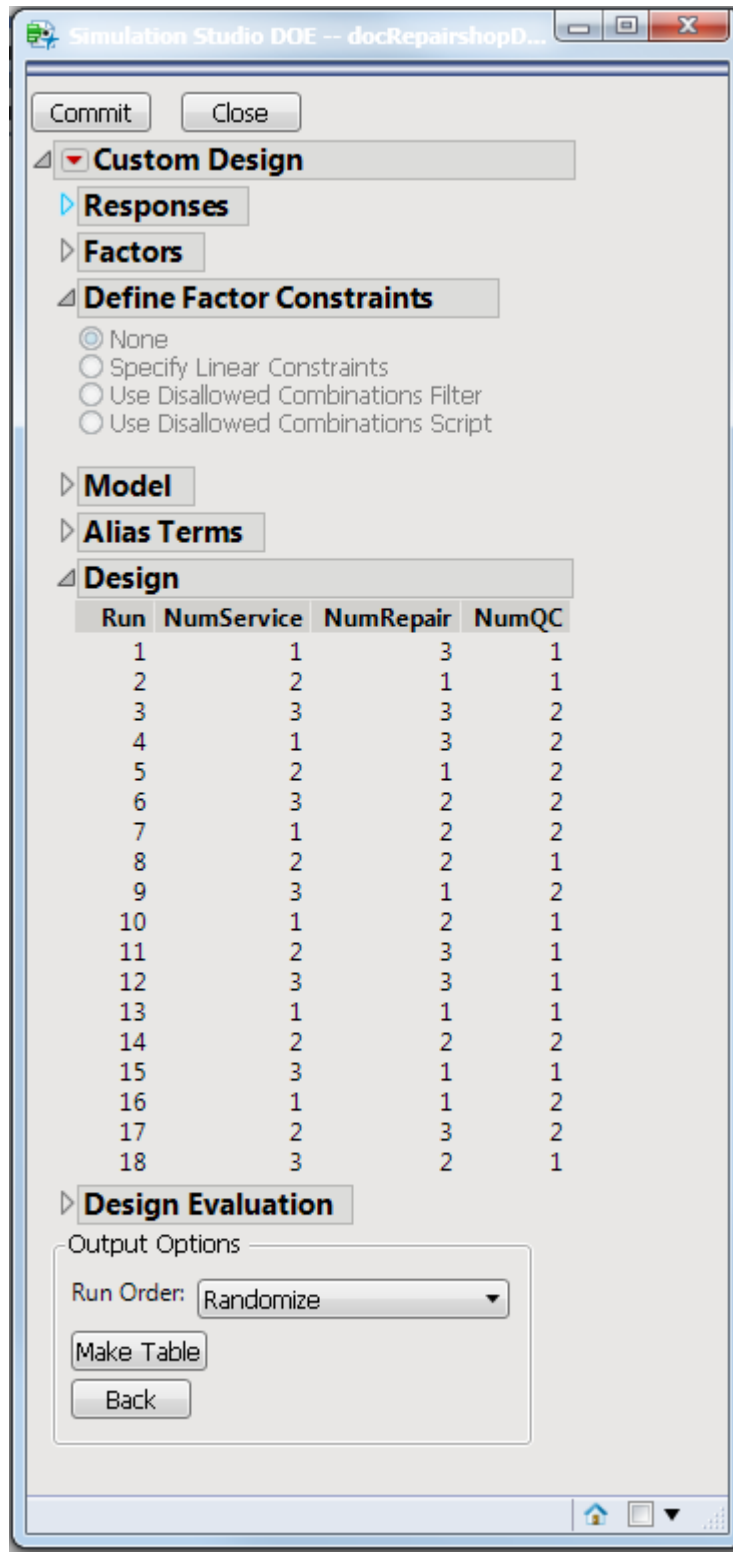 Simulation Studio DOE -- docRepairshopD...
Commit Close
Custom Design
Responses
Factors
Define Factor Constraints
None
Specify Linear Constraints
Use Disallowed Combinations Filter
Use Disallowed Combinations Script
Model
Alias Terms
Design
Run NumService NumRepair NumQC
1 1 3 1
2 2 1 1
3 3 3 2
4 1 3 2
5 2 1 2
6 3 2 2
7 1 2 2
8 2 2 1
9 3 1 2
10 1 2 1
11 2 3 1
12 3 3 1
13 1 1 1
14 2 2 2
15 3 1 1
16 1 1 2
17 2 3 2
18 3 2 1
Design Evaluation
Output Options
Run Order: Randomize
Make Table
Back